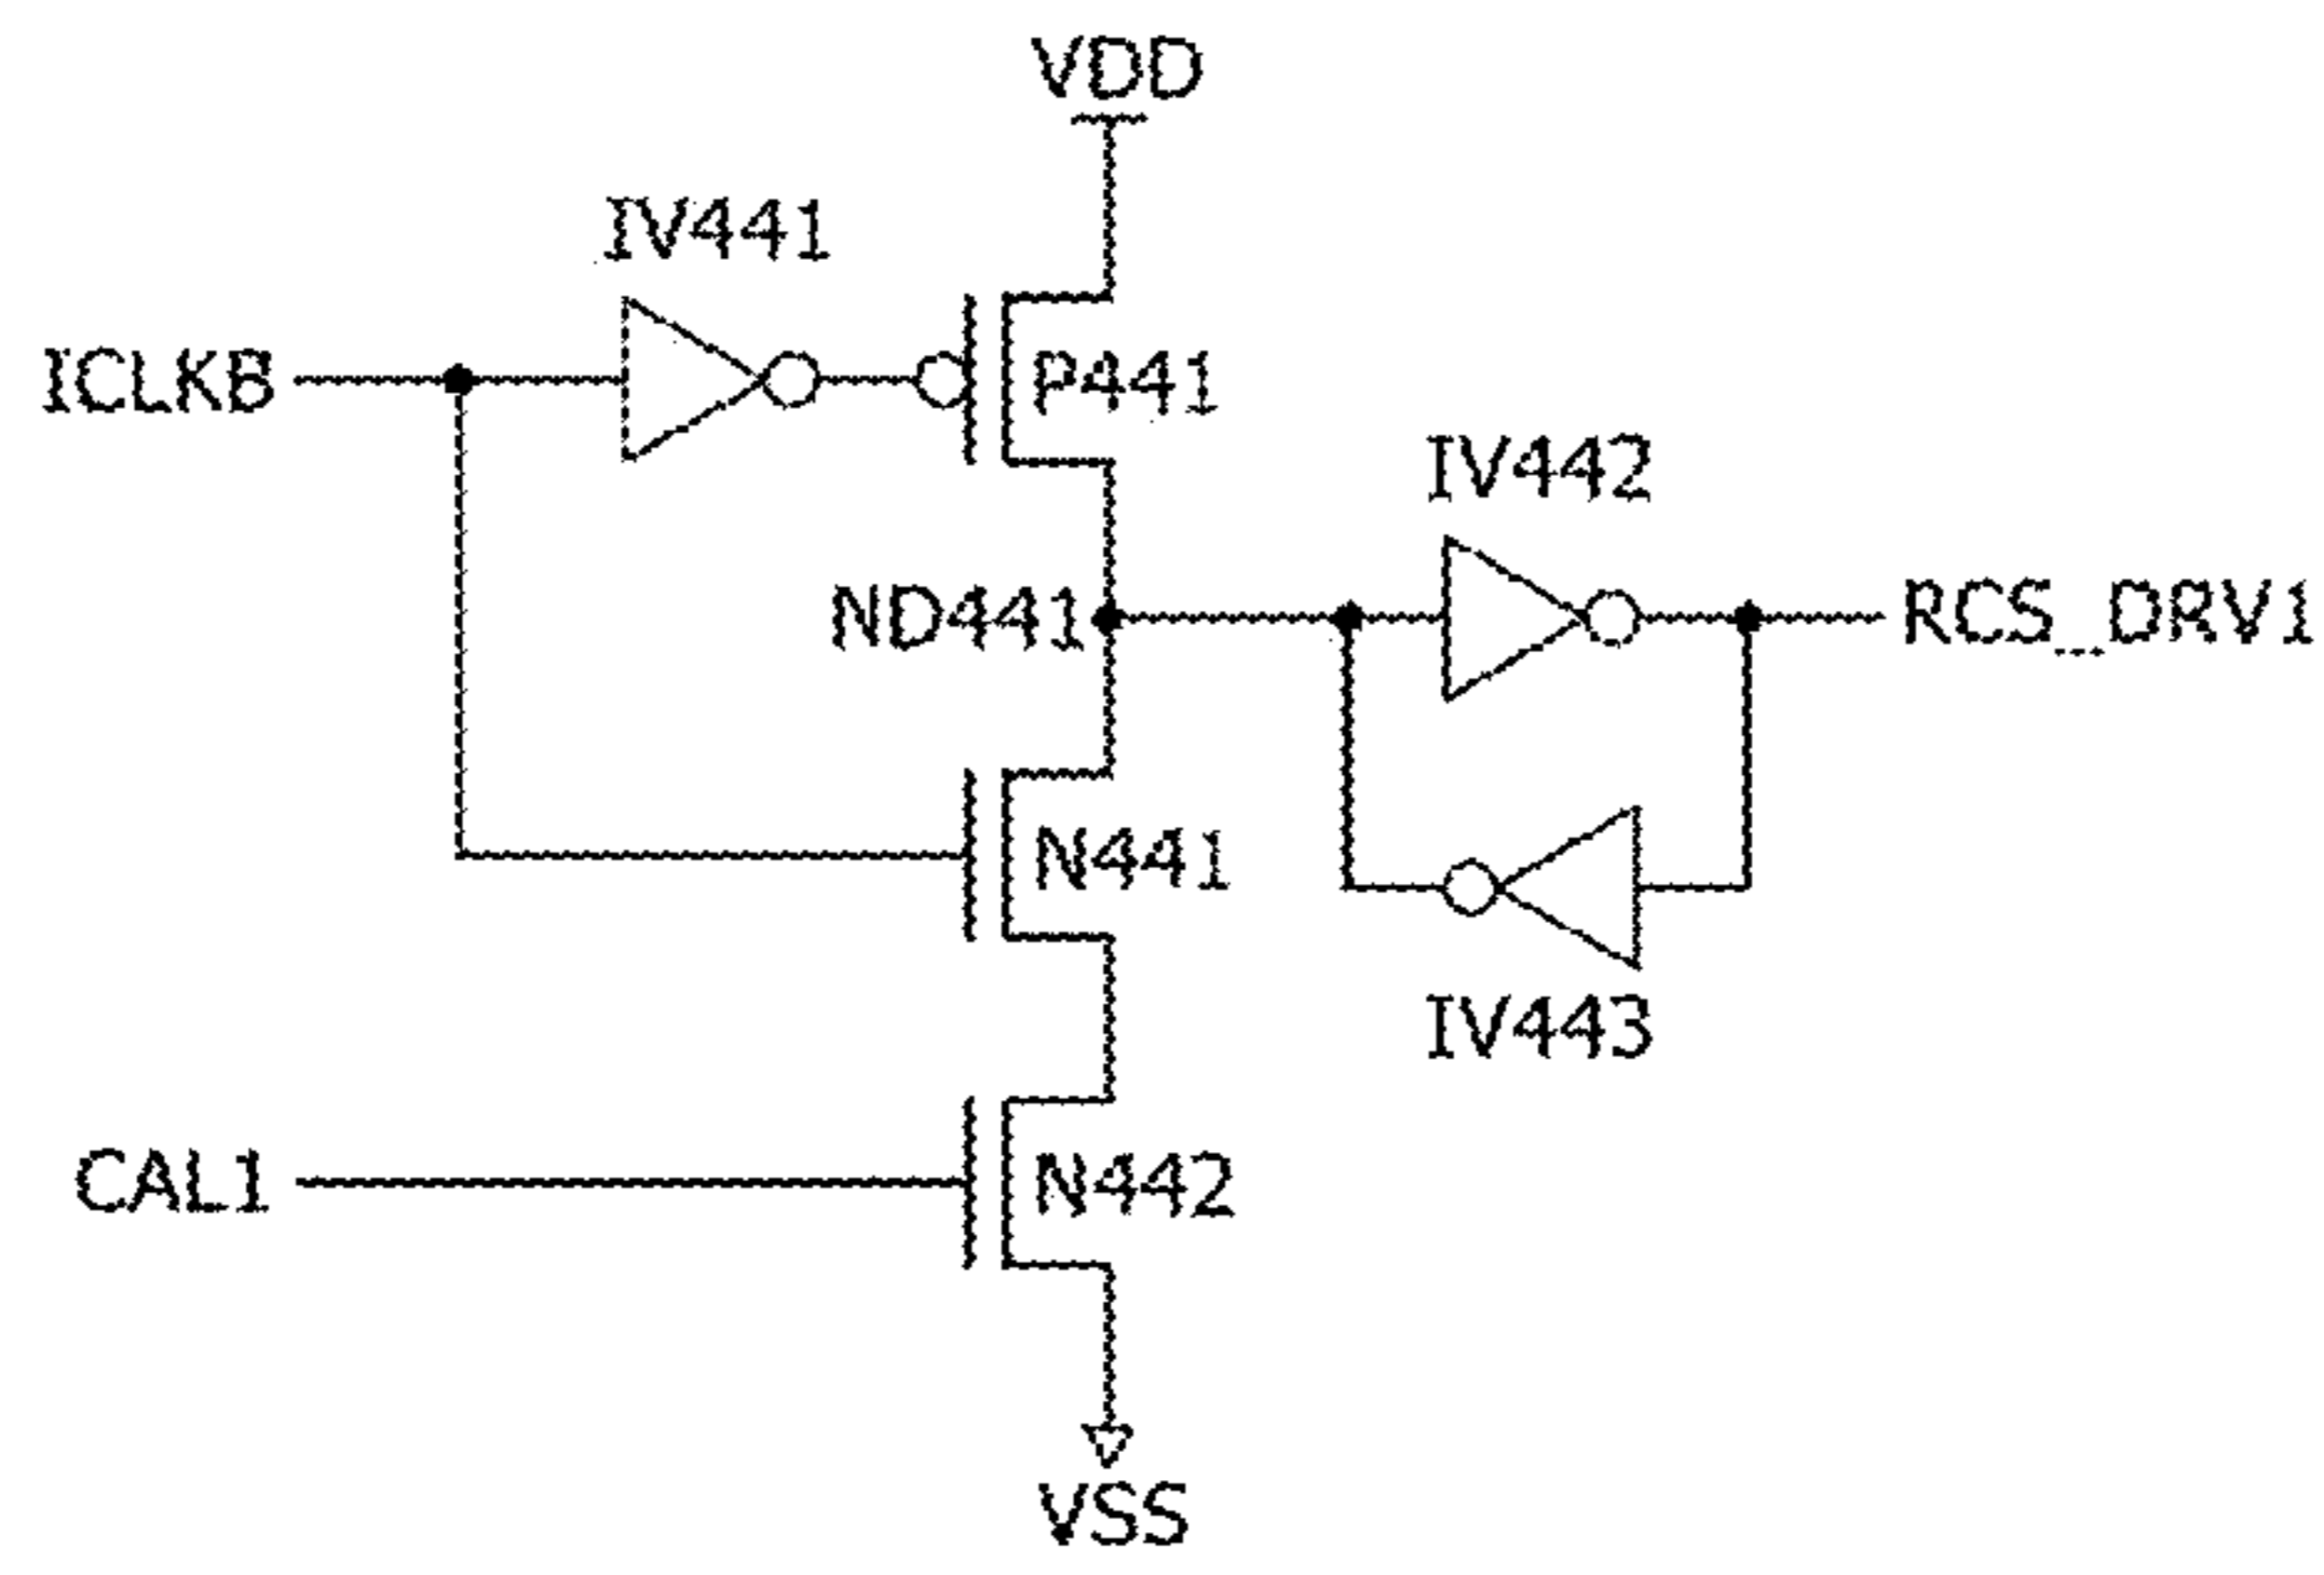 VDD
IV441
ICLKB
P441
IV442
ND441
RCS_DRV1
N441
IV443
CAL1
N442
VSS